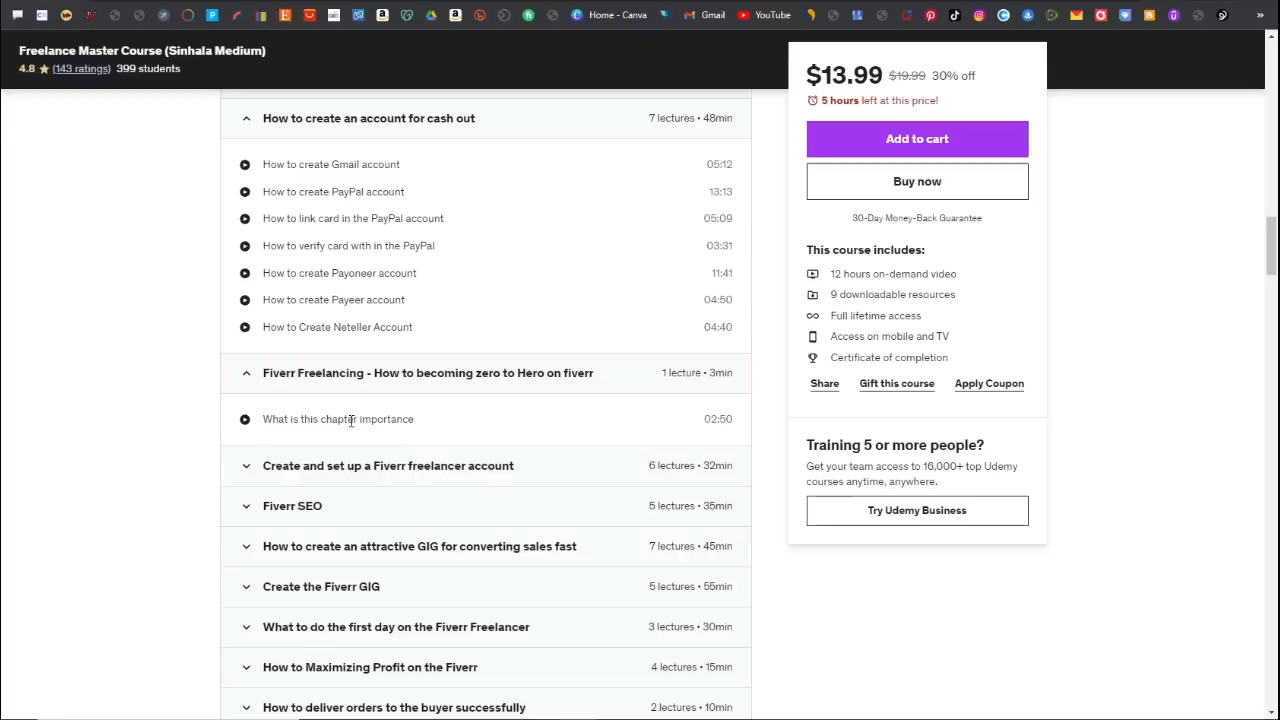 Home - Canva
Gmail
YouTube
»
Freelance Master Course (Sinhala Medium)
4.8 ★ (143 ratings) 399 students
How to create an account for cash out 7 lectures • 48min
How to create Gmail account 05:12
How to create PayPal account 13:13
How to link card in the PayPal account 05:09
How to verify card with in the PayPal 03:31
How to create Payoneer account 11:41
How to create Payeer account 04:50
How to Create Neteller Account 04:40
Fiverr Freelancing - How to becoming zero to Hero on fiverr 1 lecture • 3min
What is this chapter importance 02:50
Create and set up a Fiverr freelancer account 6 lectures • 32min
Fiverr SEO 5 lectures • 35min
How to create an attractive GIG for converting sales fast 7 lectures • 45min
Create the Fiverr GIG 5 lectures • 55min
What to do the first day on the Fiverr Freelancer 3 lectures • 30min
How to Maximizing Profit on the Fiverr 4 lectures • 15min
How to deliver orders to the buyer successfully 2 lectures • 10min
$13.99 $19.99 30% off
5 hours left at this price!
Add to cart
Buy now
30-Day Money-Back Guarantee
This course includes:
12 hours on-demand video
9 downloadable resources
Full lifetime access
Access on mobile and TV
Certificate of completion
Share Gift this course Apply Coupon
Training 5 or more people?
Get your team access to 16,000+ top Udemy
courses anytime, anywhere.
Try Udemy Business